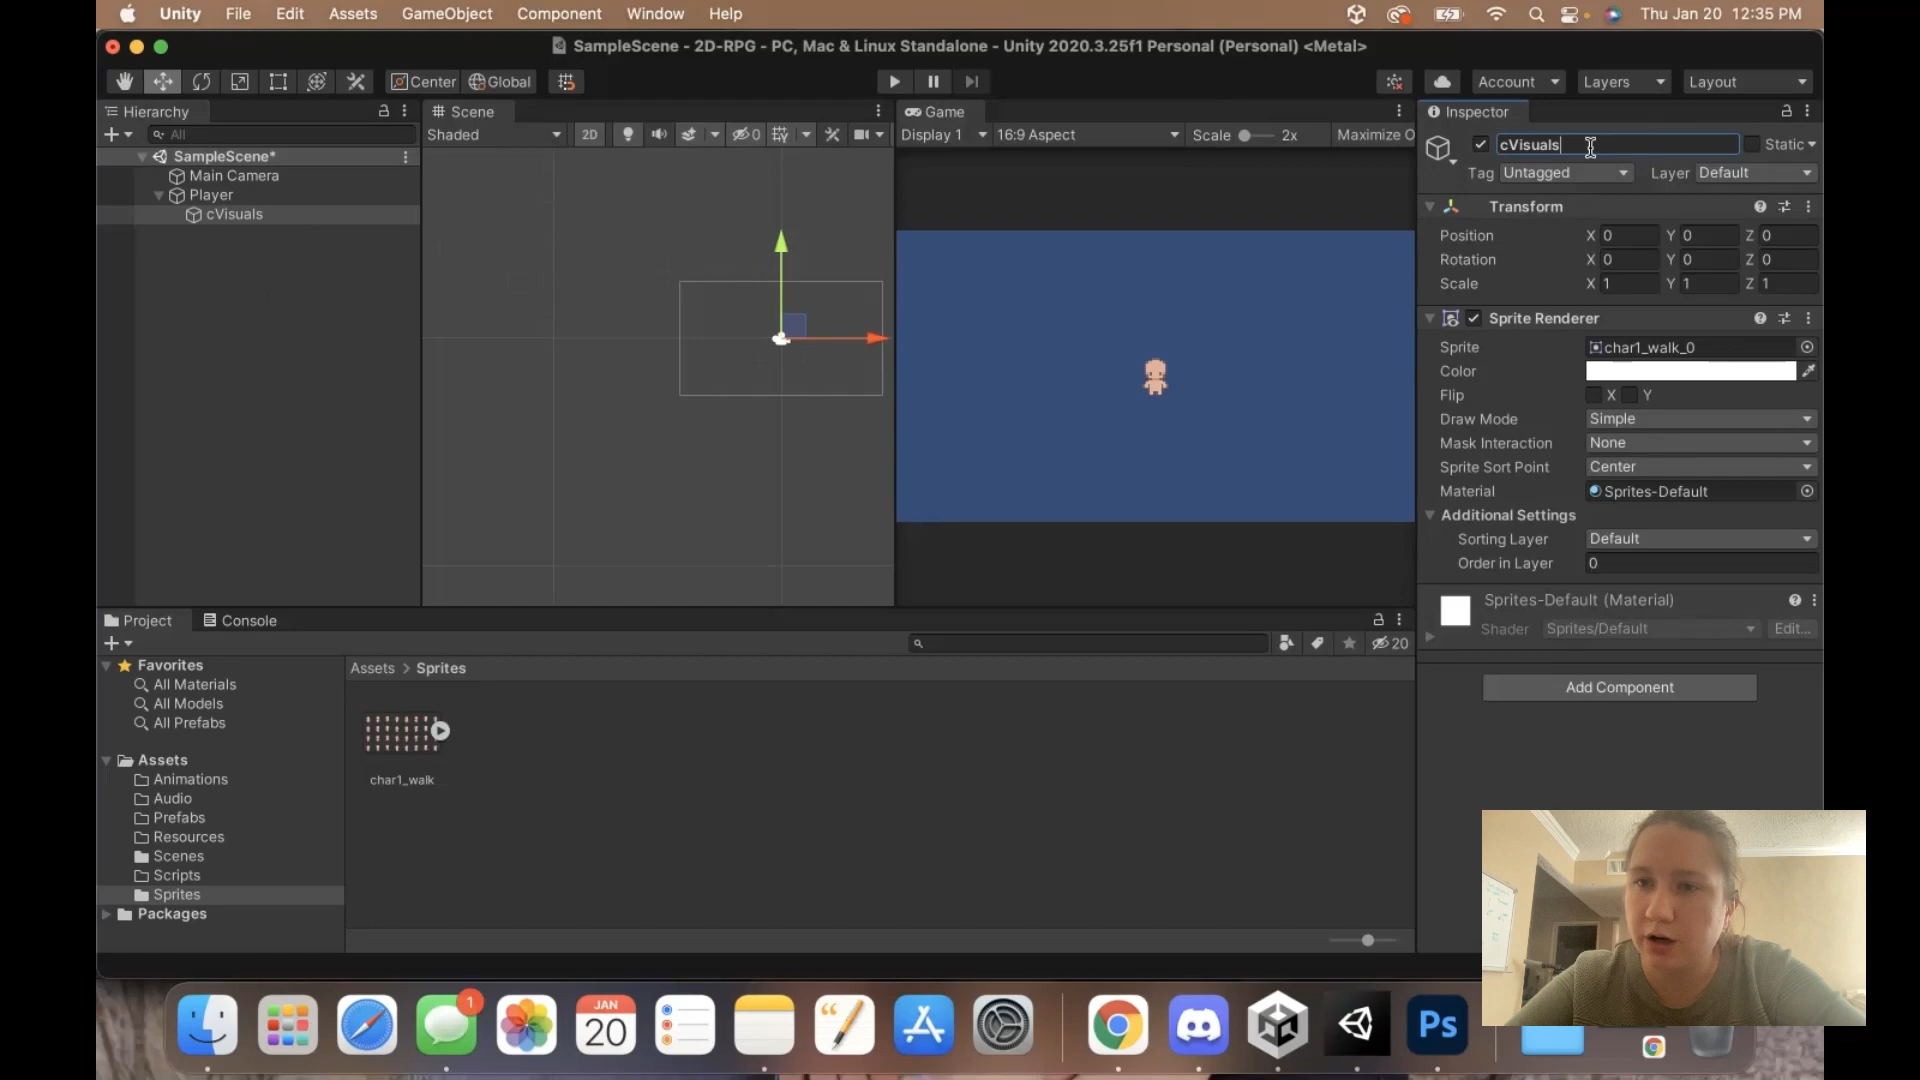 Unity File Edit Assets GameObject Component Window Help Thu Jan 20 12:35 PM
SampleScene - 2D-RPG - PC, Mac & Linux Standalone - Unity 2020.3.25f1 Personal (Personal) <Metal>
Center Global Account Layers Layout
Hierarchy
All
SampleScene*
Main Camera
Player
cVisuals
Scene
Shaded 2D 0
Game
Display 1 16:9 Aspect Scale 2x Maximize O
Inspector
cVisuals Static
Tag Untagged Layer Default
Transform
Position X 0 Y 0 Z 0
Rotation X 0 Y 0 Z 0
Scale X 1 Y 1 Z 1
Sprite Renderer
Sprite char1_walk_0
Color
Flip X Y
Draw Mode Simple
Mask Interaction None
Sprite Sort Point Center
Material Sprites-Default
Additional Settings
Sorting Layer Default
Order in Layer 0
Sprites-Default (Material)
Shader Sprites/Default Edit...
Add Component
Project Console
20
Favorites
All Materials
All Models
All Prefabs
Assets
Animations
Audio
Prefabs
Resources
Scenes
Scripts
Sprites
Packages
Assets > Sprites
char1_walk
1
JAN
20
Ps